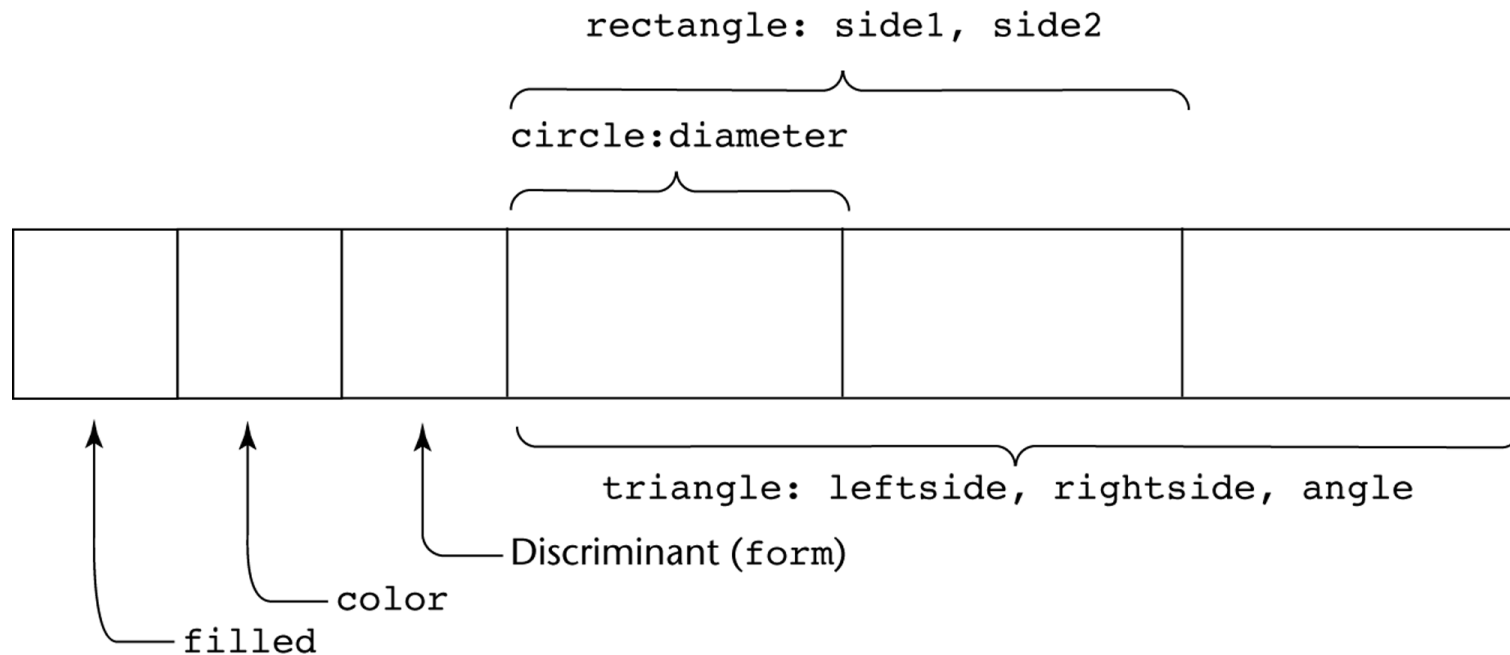 rectangle: side1, side2
circle:diameter
triangle: leftside, rightside, angle
Discriminant (form)
color
filled